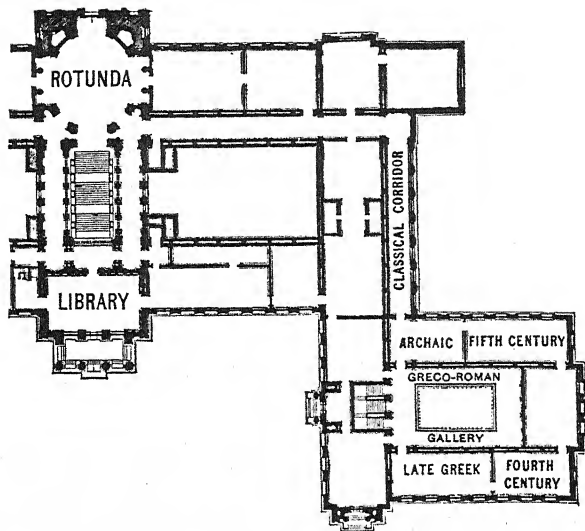 ROTUNDA
CLASSICAL CORRIDOR
LIBRARY
ARCHAIC
FIFTH CENTURY
GRECO-ROMAN
GALLERY
LATE GREEK
FOURTH
CENTURY